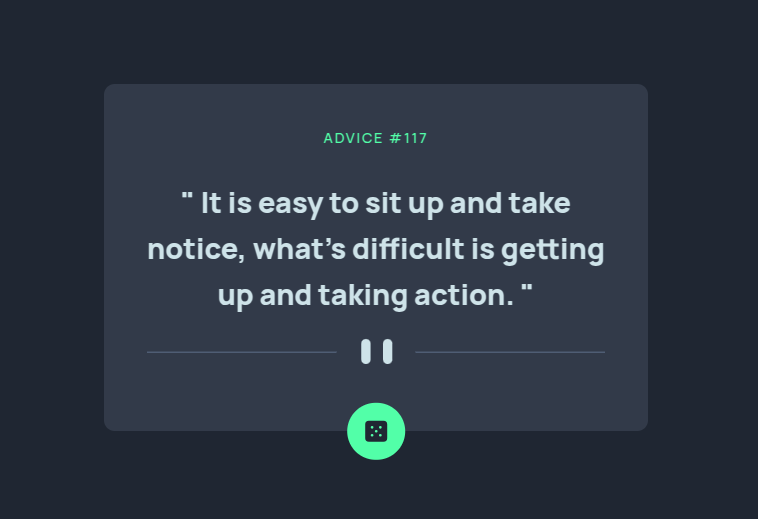 ADVICE #117
" It is easy to sit up and take
notice, what's difficult is getting
up and taking action. "